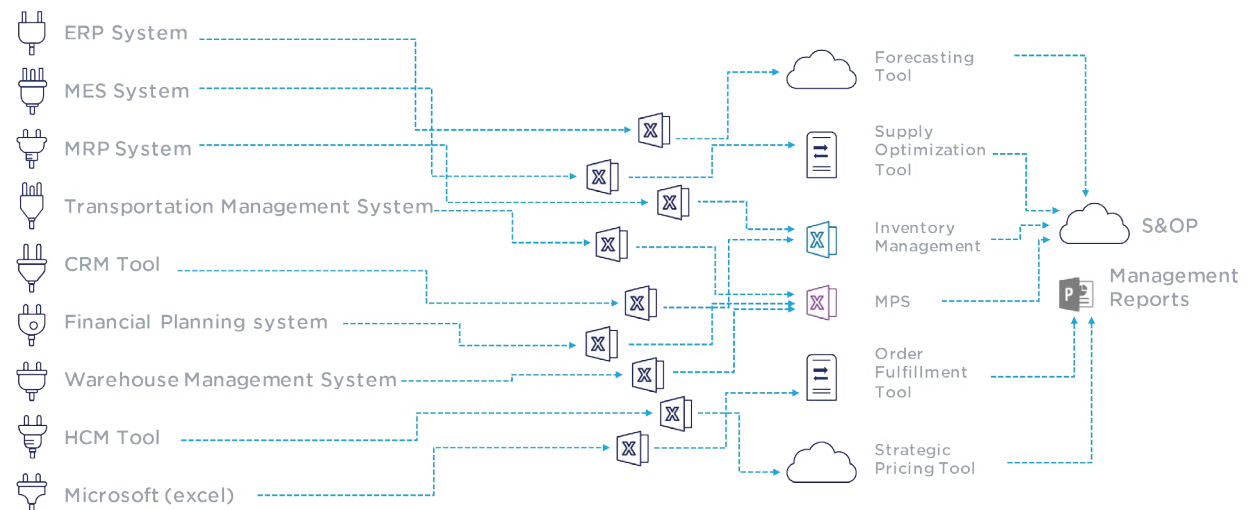 ERP System
MES System
MRP System
Transportation Management System
CRM Tool
Financial Planning system
Warehouse Management System
HCM Tool
Microsoft (excel)
X
X
X
X
X
X
X
X
X
Forecasting
Tool
Supply
Optimization
Tool
X
Inventory
Management
X
MPS
Order
Fulfillment
Tool
Strategic
Pricing Tool
S&OP
P
Management
Reports